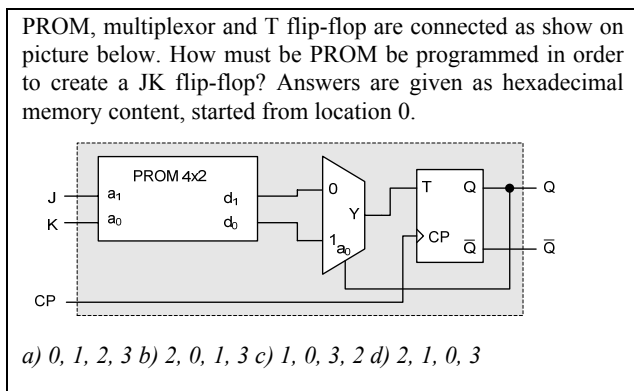 PROM, multiplexor and T flip-flop are connected as show on
picture below. How must be PROM be programmed in order
to create a JK flip-flop? Answers are given as hexadecimal
memory content, started from location 0.
PROM 4x2
J a1 d1 0 T Q Q
K a0 d0 Y
1 a0 CP Q̅ Q̅
CP
a) 0, 1, 2, 3 b) 2, 0, 1, 3 c) 1, 0, 3, 2 d) 2, 1, 0, 3